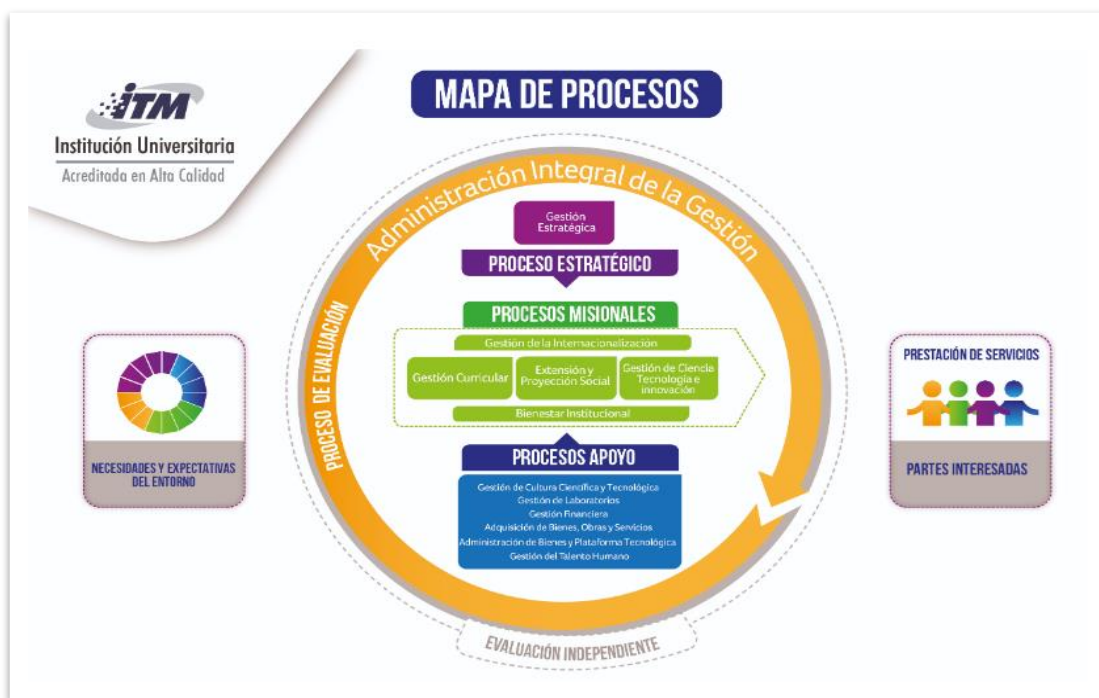 iTM
Institución Universitaria
Acreditada en Alta Calidad
MAPA DE PROCESOS
Administración Integral de la Gestión
PROCESO DE EVALUACIÓN
Gestión
Estratégica
PROCESO ESTRATÉGICO
PROCESOS MISIONALES
Gestión de la Internacionalización
Gestión Curricular
Extensión y
Proyección Social
Gestión de Ciencia
Tecnología e
innovación
Bienestar Institucional
PROCESOS APOYO
Gestión de Cultura Científica y Tecnológica
Gestión de Laboratorios
Gestión Financiera
Adquisición de Bienes, Obras y Servicios
Administración de Bienes y Plataforma Tecnológica
Gestión del Talento Humano
EVALUACIÓN INDEPENDIENTE
NECESIDADES Y EXPECTATIVAS
DEL ENTORNO
PRESTACIÓN DE SERVICIOS
PARTES INTERESADAS